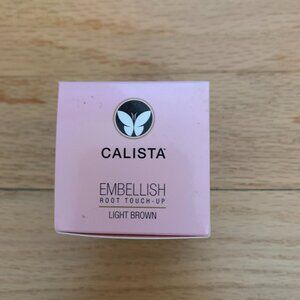 CALISTA
EMBELLISH
ROOT TOUCH-UP
LIGHT BROWN